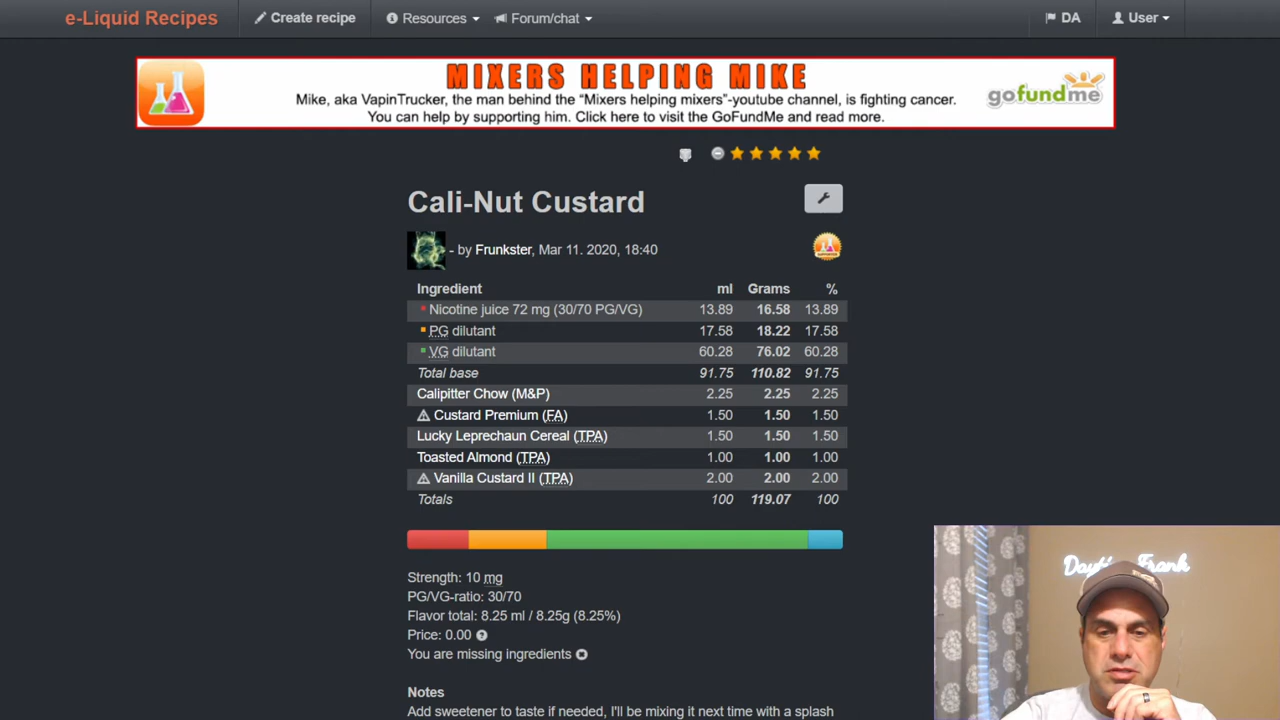 e-Liquid Recipes Create recipe Resources Forum/chat DA User
MIXERS HELPING MIKE
Mike, aka VapinTrucker, the man behind the “Mixers helping mixers”-youtube channel, is fighting cancer.
You can help by supporting him. Click here to visit the GoFundMe and read more.
gofundme
Cali-Nut Custard
- by Frunkster, Mar 11. 2020, 18:40
Ingredient ml Grams %
Nicotine juice 72 mg (30/70 PG/VG) 13.89 16.58 13.89
PG dilutant 17.58 18.22 17.58
VG dilutant 60.28 76.02 60.28
Total base 91.75 110.82 91.75
Calipitter Chow (M&P) 2.25 2.25 2.25
Custard Premium (FA) 1.50 1.50 1.50
Lucky Leprechaun Cereal (TPA) 1.50 1.50 1.50
Toasted Almond (TPA) 1.00 1.00 1.00
Vanilla Custard II (TPA) 2.00 2.00 2.00
Totals 100 119.07 100
Strength: 10 mg
PG/VG-ratio: 30/70
Flavor total: 8.25 ml / 8.25g (8.25%)
Price: 0.00
You are missing ingredients
Notes
Add sweetener to taste if needed, I'll be mixing it next time with a splash
Frank